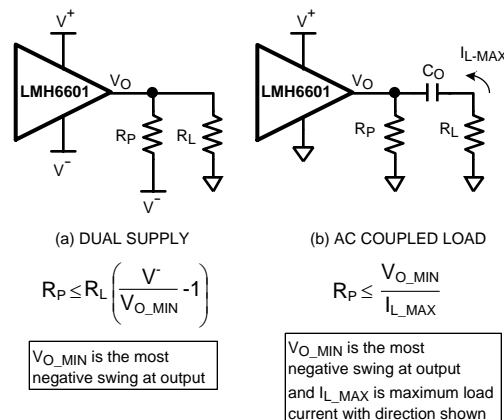 V+
V+
LMH6601
VO
RP
RL
V-
V-
LMH6601
VO
CO
IL-MAX
RP
RL
(a) DUAL SUPPLY
(b) AC COUPLED LOAD
RP ≤ RL ( V- / VO_MIN -1 )
RP ≤ VO_MIN / IL_MAX
VO_MIN is the most
negative swing at output
VO_MIN is the most
negative swing at output
and IL_MAX is maximum load
current with direction shown